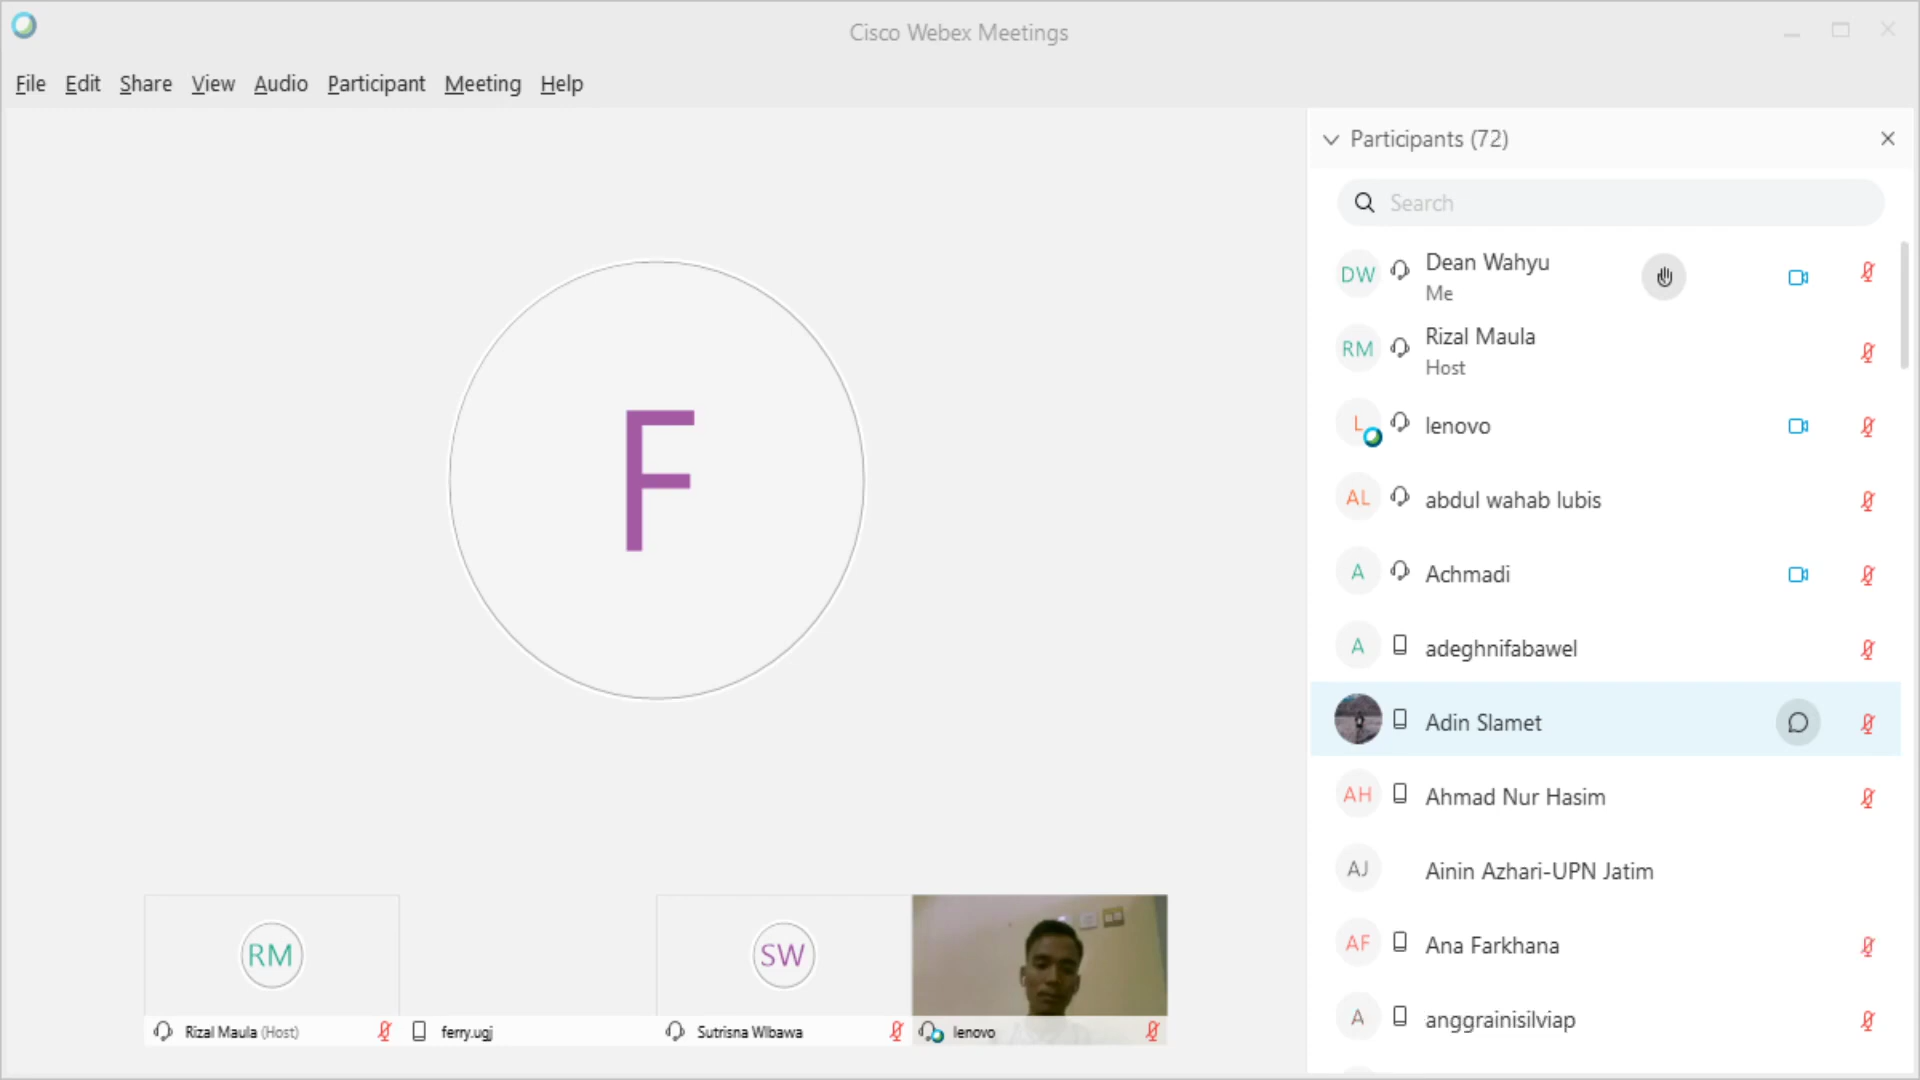 Cisco Webex Meetings
File Edit Share View Audio Participant Meeting Help
Participants (72)
Search
DW Dean Wahyu
Me
RM Rizal Maula
Host
L lenovo
AL abdul wahab lubis
A Achmadi
A adeghnifabawel
Adin Slamet
AH Ahmad Nur Hasim
AJ Ainin Azhari-UPN Jatim
AF Ana Farkhana
A anggrainisilviap
F
RM
SW
Rizal Maula (Host)
ferry.ugj
Sutrisna WIbawa
lenovo